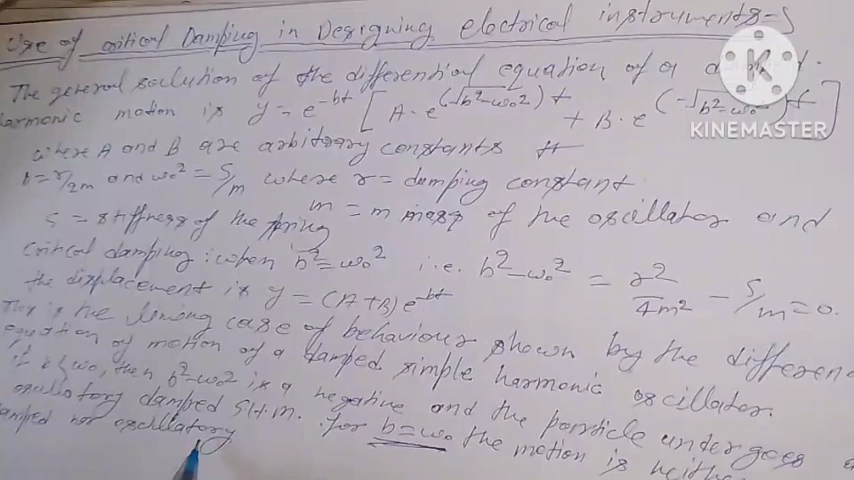 Use of critical Damping in Designing electrical instruments-S
The general solution of the differential equation of a
harmonic motion is y = e^-bt [ A·e^(√b²-ω₀²)t + B·e^(-√b²-ω₀²)t ]
where A and B are arbitrary constants
b = r/2m and ω₀² = S/m where r = damping constant
m = m mass of the oscillator and
S = stiffness of the spring
critical damping: when b² = ω₀² i.e. b² - ω₀² = r²/4m² - S/m = 0.
the displacement is y = (A+B)e^-bt
This is the liming case of behaviour shown by the differen
equation of motion of a damped simple harmonic oscillator.
if b<ω₀, then b²-ω₀² is a negative and the particle undergoes
oscillatory damped S.H.M. for b = ω₀ the motion is neithe
damped nor oscillatory
KINEMASTER